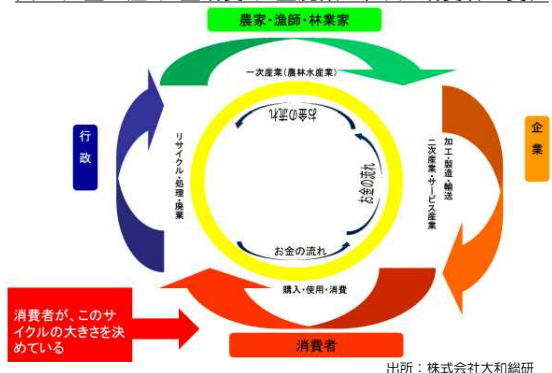 農家・漁師・林業家
一次産業(農林水産業)
お金の流れ
行政
リサイクル・処理・廃棄
お金の流れ
加工・製造・輸送
二次産業・サービス産業
企業
お金の流れ
購入・使用・消費
消費者が、このサ
イクルの大きさを決
めている
消費者
出所:株式会社大和総研